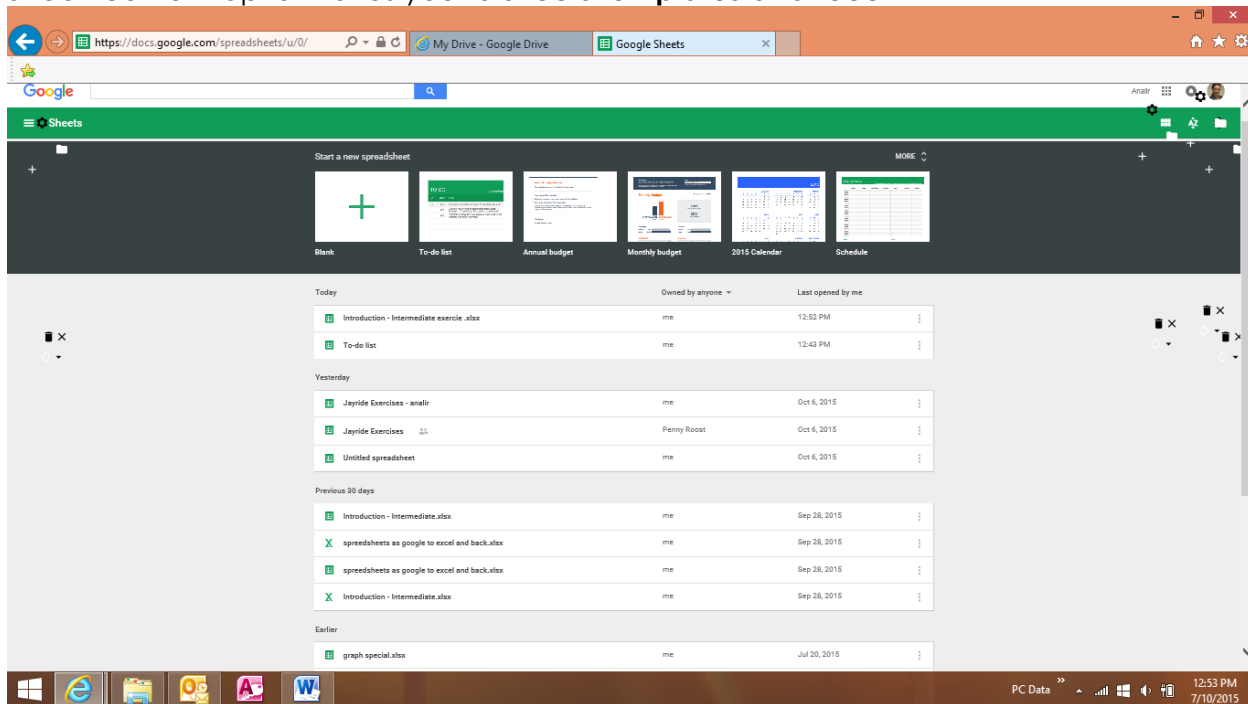 https://docs.google.com/spreadsheets/u/0/
My Drive - Google Drive
Google Sheets
Google
Analir
Sheets
Start a new spreadsheet
MORE
TO DO
Blank
To-do list
Annual budget
Monthly budget
2015 Calendar
Schedule
Today
Owned by anyone
Last opened by me
Introduction - Intermediate exercie .xlsx
me
12:52 PM
To-do list
me
12:43 PM
Yesterday
Jayride Exercises - analir
me
Oct 6, 2015
Jayride Exercises
Penny Roost
Oct 6, 2015
Untitled spreadsheet
me
Oct 6, 2015
Previous 30 days
Introduction - Intermediate.xlsx
me
Sep 28, 2015
X spreedsheets as google to excel and back.xlsx
me
Sep 28, 2015
spreedsheets as google to excel and back.xlsx
me
Sep 28, 2015
X Introduction - Intermediate.xlsx
me
Sep 28, 2015
Earlier
graph special.xlsx
me
Jul 20, 2015
PC Data
12:53 PM
7/10/2015